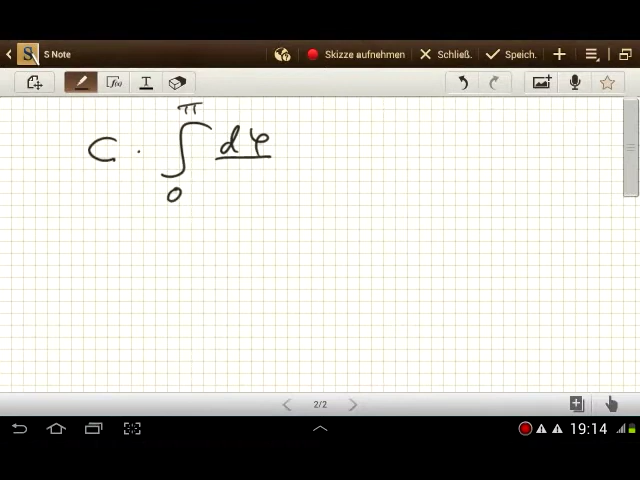 S Note
Skizze aufnehmen
Schließ.
Speich.
f(x)
T
C · ∫₀^π dφ
2/2
19:14